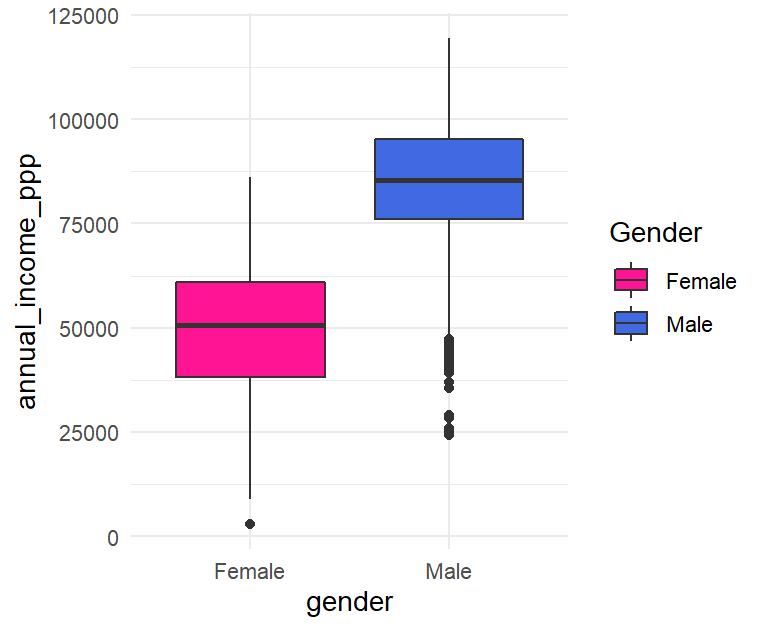 125000
100000
75000
50000
25000
0
annual_income_ppp
Female
Male
gender
Gender
Female
Male